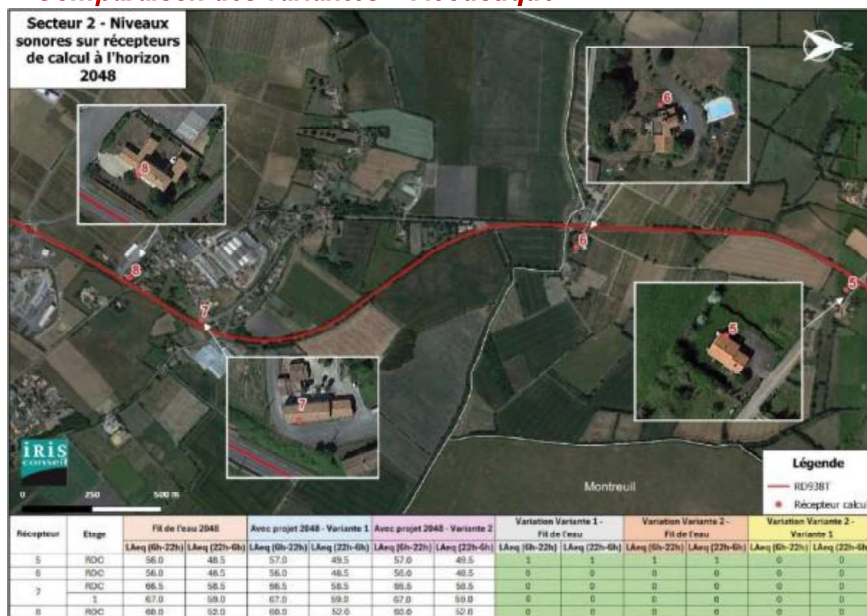 Secteur 2 - Niveaux
sonores sur récepteurs
de calcul à l'horizon
2048
N
6
8
6
8
5
7
5
7
iRiS
conseil
0 250 500 m
Montreuil
Légende
RD938T
Récepteur calcul
Récepteur Etage Fil de l'eau 2048 Avec projet 2048 - Variante 1 Avec projet 2048 - Variante 2 Variation Variante 1 - Fil de l'eau Variation Variante 2 - Fil de l'eau Variation Variante 2 - Variante 1
LAeq (6h-22h) LAeq (22h-6h) LAeq (6h-22h) LAeq (22h-6h) LAeq (6h-22h) LAeq (22h-6h) LAeq (6h-22h) LAeq (22h-6h) LAeq (6h-22h) LAeq (22h-6h) LAeq (6h-22h) LAeq (22h-6h)
5 RDC 56.0 48.5 57.0 49.5 57.0 49.5 1 1 1 1 0 0
6 RDC 56.0 48.5 56.0 48.5 56.0 48.5 0 0 0 0 0 0
7 RDC 66.5 58.5 66.5 58.5 66.5 58.5 0 0 0 0 0 0
1 67.0 59.0 67.0 59.0 67.0 59.0 0 0 0 0 0 0
8 RDC 60.0 52.0 60.0 52.0 60.0 52.0 0 0 0 0 0 0